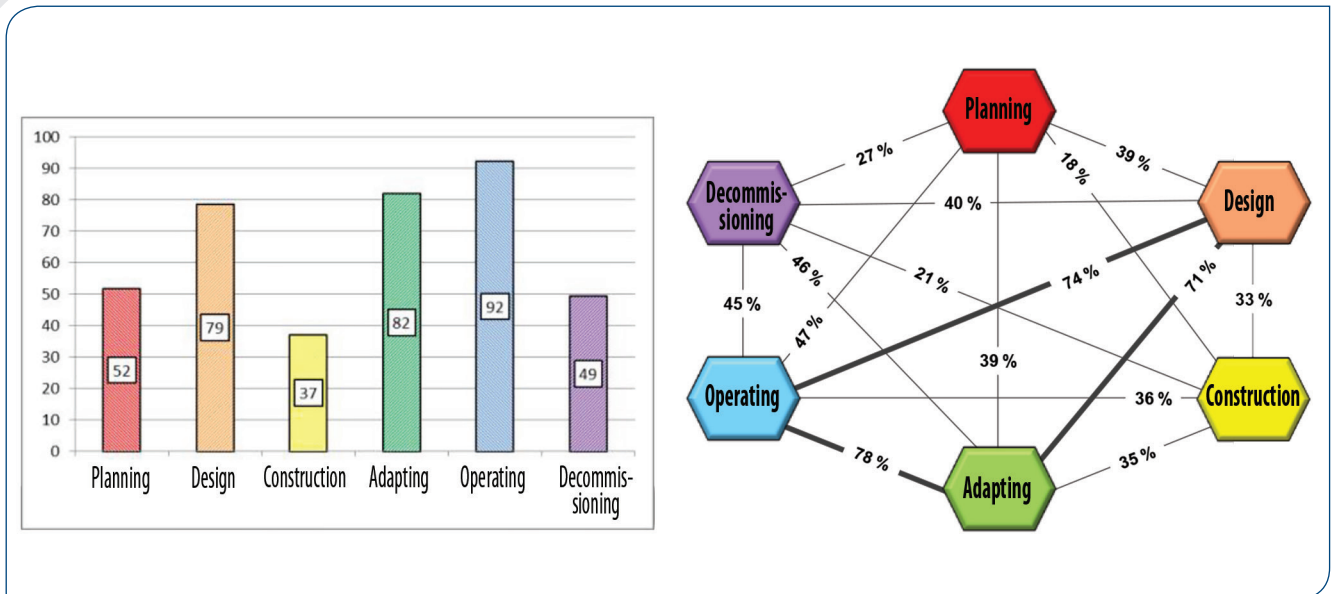 100
90
80
70
60
50
40
30
20
10
0
52
79
37
82
92
49
Planning
Design
Construction
Adapting
Operating
Decommis-
sioning
Planning
27 %
39 %
18 %
Decommis-
sioning
40 %
Design
46 %
21 %
74 %
71 %
45 %
33 %
47 %
39 %
Operating
36 %
Construction
78 %
35 %
Adapting